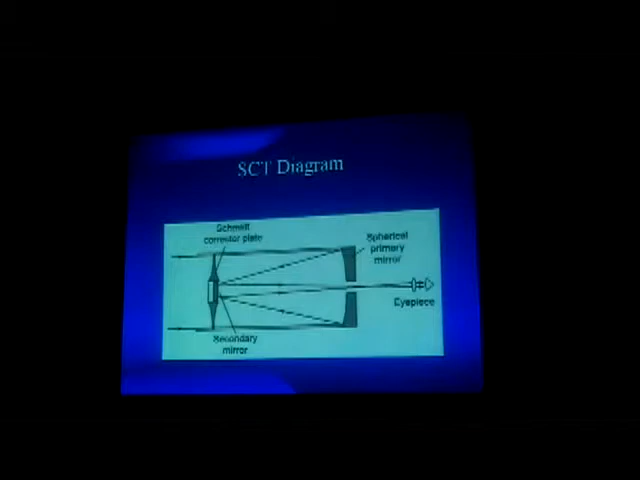 SCT Diagram
Schmidt
corrector plate
Spherical
primary
mirror
Eyepiece
Secondary
mirror